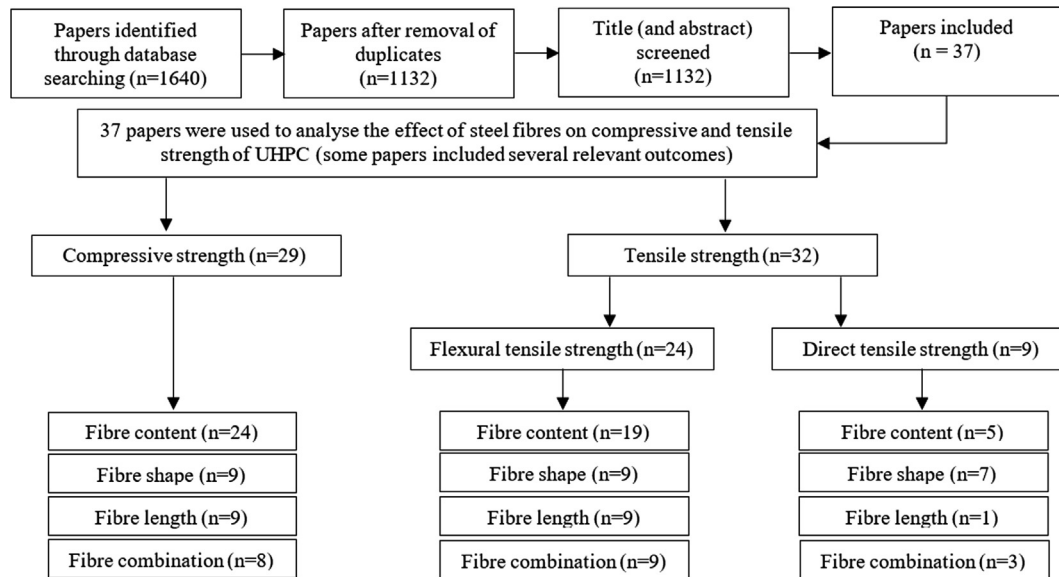 Papers identified
through database
searching (n=1640)
Papers after removal of
duplicates
(n=1132)
Title (and abstract)
screened
(n=1132)
Papers included
(n = 37)
37 papers were used to analyse the effect of steel fibres on compressive and tensile
strength of UHPC (some papers included several relevant outcomes)
Compressive strength (n=29)
Tensile strength (n=32)
Flexural tensile strength (n=24)
Direct tensile strength (n=9)
Fibre content (n=24)
Fibre shape (n=9)
Fibre length (n=9)
Fibre combination (n=8)
Fibre content (n=19)
Fibre shape (n=9)
Fibre length (n=9)
Fibre combination (n=9)
Fibre content (n=5)
Fibre shape (n=7)
Fibre length (n=1)
Fibre combination (n=3)